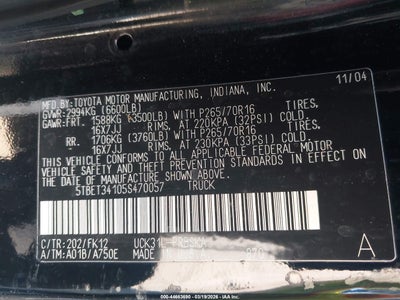 MFD.BY:TOYOTA MOTOR MANUFACTURING, INDIANA, INC. 11/04
GVWR: 2994KG (6600LB)
GAWR:FRT. 1588KG (3500LB) WITH P265/70R16 TIRES,
16X7JJ RIMS, AT 220KPA (32PSI) COLD.
RR. 1706KG (3760LB) WITH P265/70R16 TIRES,
16X7JJ RIMS, AT 230KPA (33PSI) COLD.
THIS VEHICLE CONFORMS TO ALL APPLICABLE FEDERAL MOTOR
VEHICLE SAFETY STANDARDS IN EFFECT ON THE DATE OF
MANUFACTURE SHOWN ABOVE.
5TBET34105S470057 TRUCK
C/TR: 202/FK12 UCK31L-
A/TM: A01B/A750E MADE A
000-44663690 - 03/19/2026 - IAA Inc.